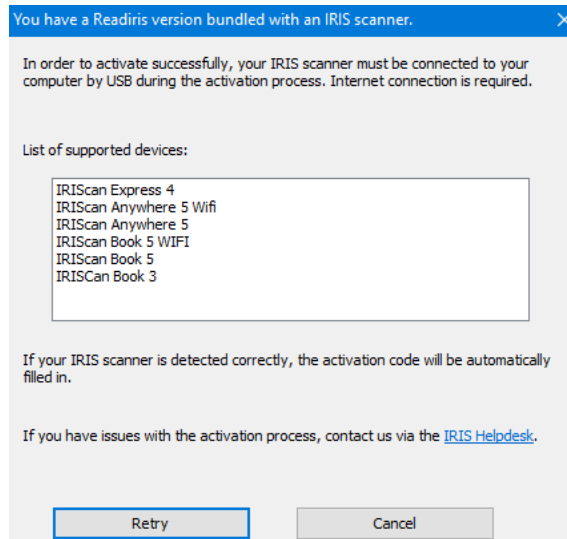 You have a Readiris version bundled with an IRIS scanner.
In order to activate successfully, your IRIS scanner must be connected to your
computer by USB during the activation process. Internet connection is required.
List of supported devices:
IRIScan Express 4
IRIScan Anywhere 5 Wifi
IRIScan Anywhere 5
IRIScan Book 5 WIFI
IRIScan Book 5
IRISCan Book 3
If your IRIS scanner is detected correctly, the activation code will be automatically
filled in.
If you have issues with the activation process, contact us via the IRIS Helpdesk.
Retry Cancel